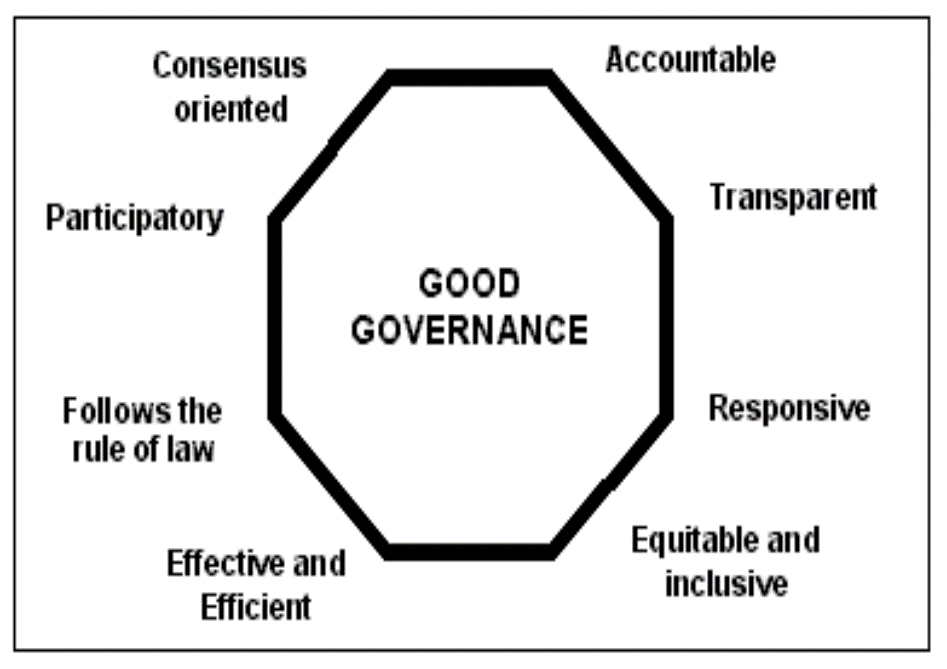 Consensus
oriented
Accountable
Participatory
Transparent
GOOD
GOVERNANCE
Follows the
rule of law
Responsive
Effective and
Efficient
Equitable and
inclusive